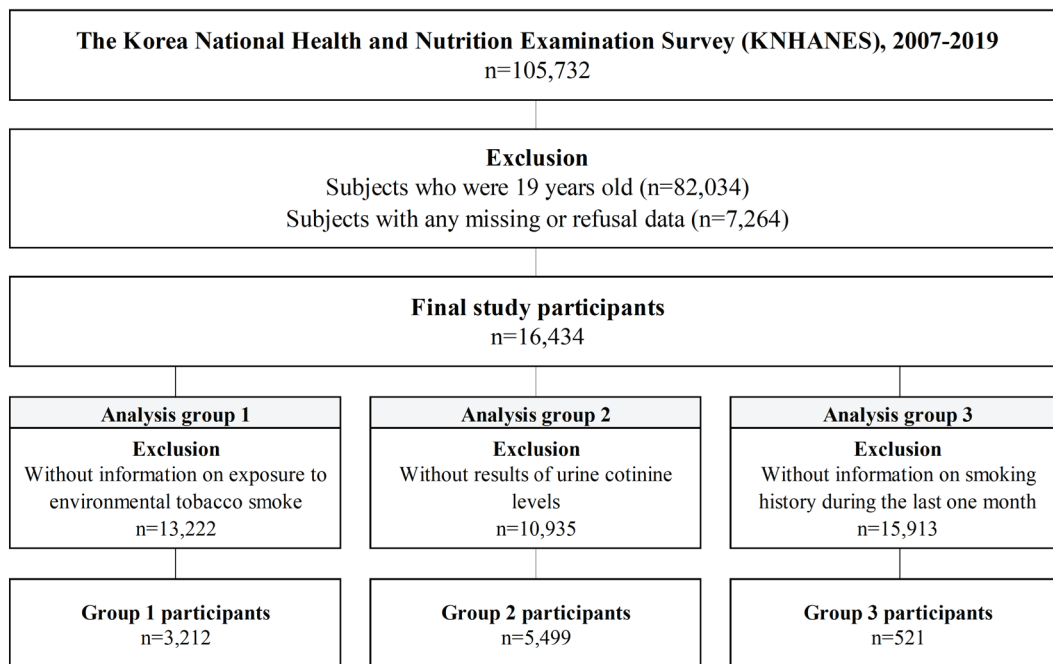 The Korea National Health and Nutrition Examination Survey (KNHANES), 2007-2019
n=105,732
Exclusion
Subjects who were 19 years old (n=82,034)
Subjects with any missing or refusal data (n=7,264)
Final study participants
n=16,434
Analysis group 1
Exclusion
Without information on exposure to
environmental tobacco smoke
n=13,222
Analysis group 2
Exclusion
Without results of urine cotinine
levels
n=10,935
Analysis group 3
Exclusion
Without information on smoking
history during the last one month
n=15,913
Group 1 participants
n=3,212
Group 2 participants
n=5,499
Group 3 participants
n=521